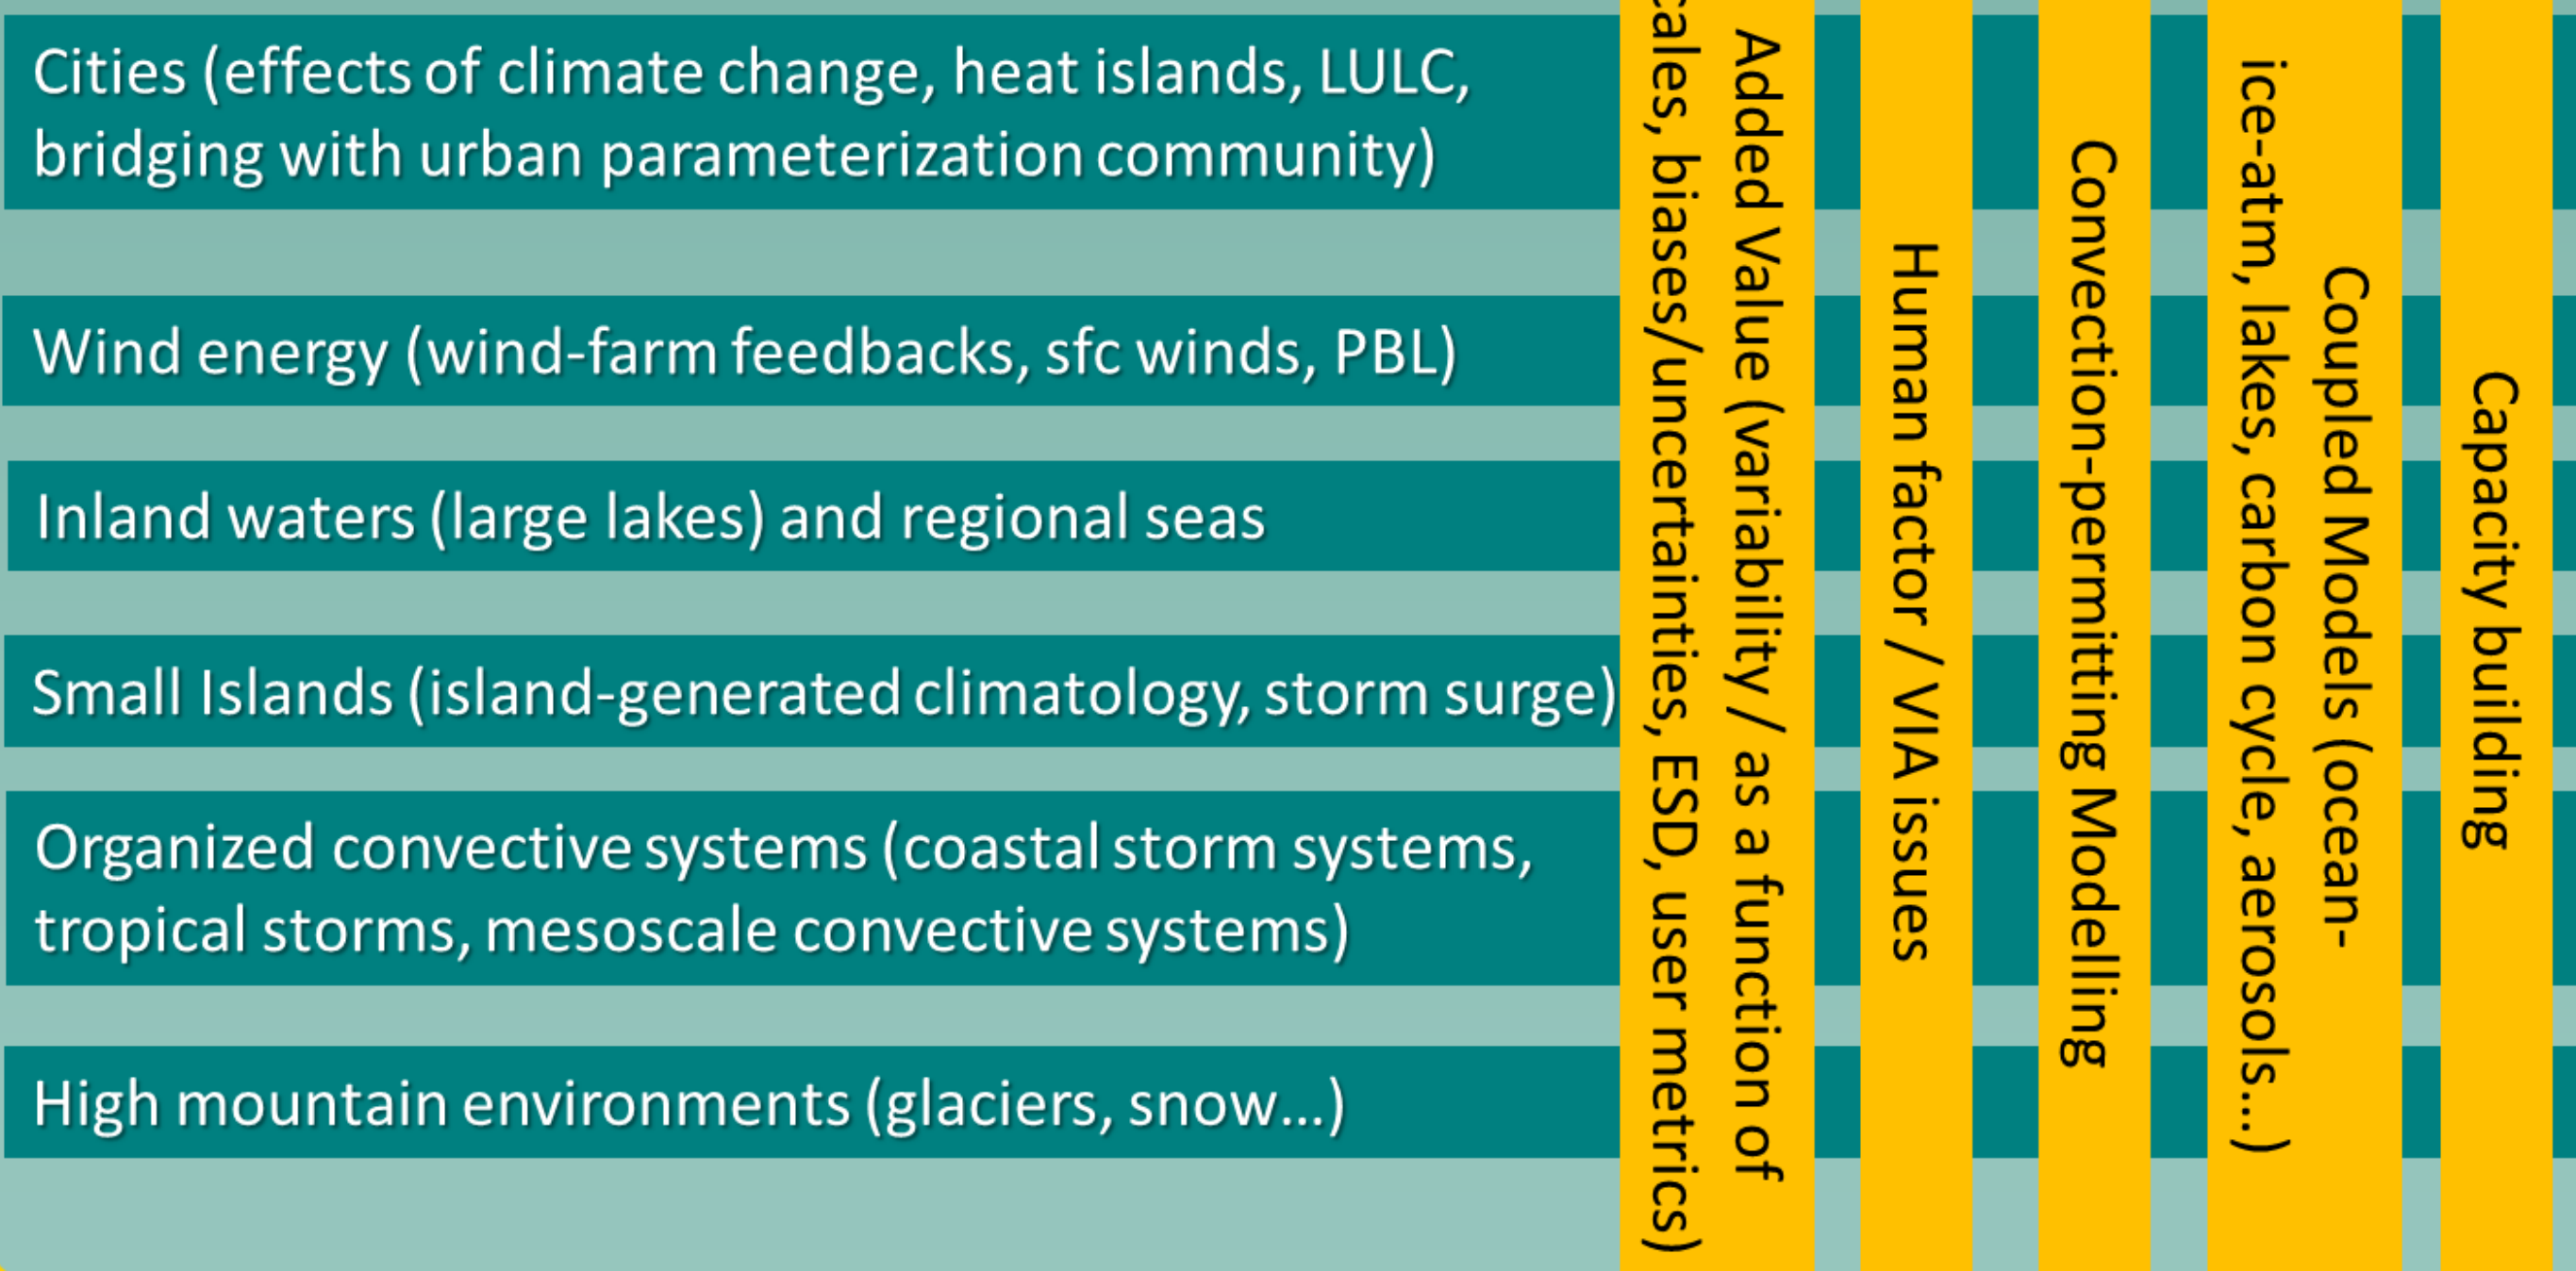 Cities (effects of climate change, heat islands, LULC,
bridging with urban parameterization community)
Wind energy (wind-farm feedbacks, sfc winds, PBL)
Inland waters (large lakes) and regional seas
Small Islands (island-generated climatology, storm surge)
Organized convective systems (coastal storm systems,
tropical storms, mesoscale convective systems)
High mountain environments (glaciers, snow...)
Added Value (variability / as a function of
biases/uncertainties, ESD, user metrics)
Human factor / VIA issues
Convection-permitting Modelling
Coupled Models (ocean-
ice-atm, lakes, carbon cycle, aerosols...)
Capacity building